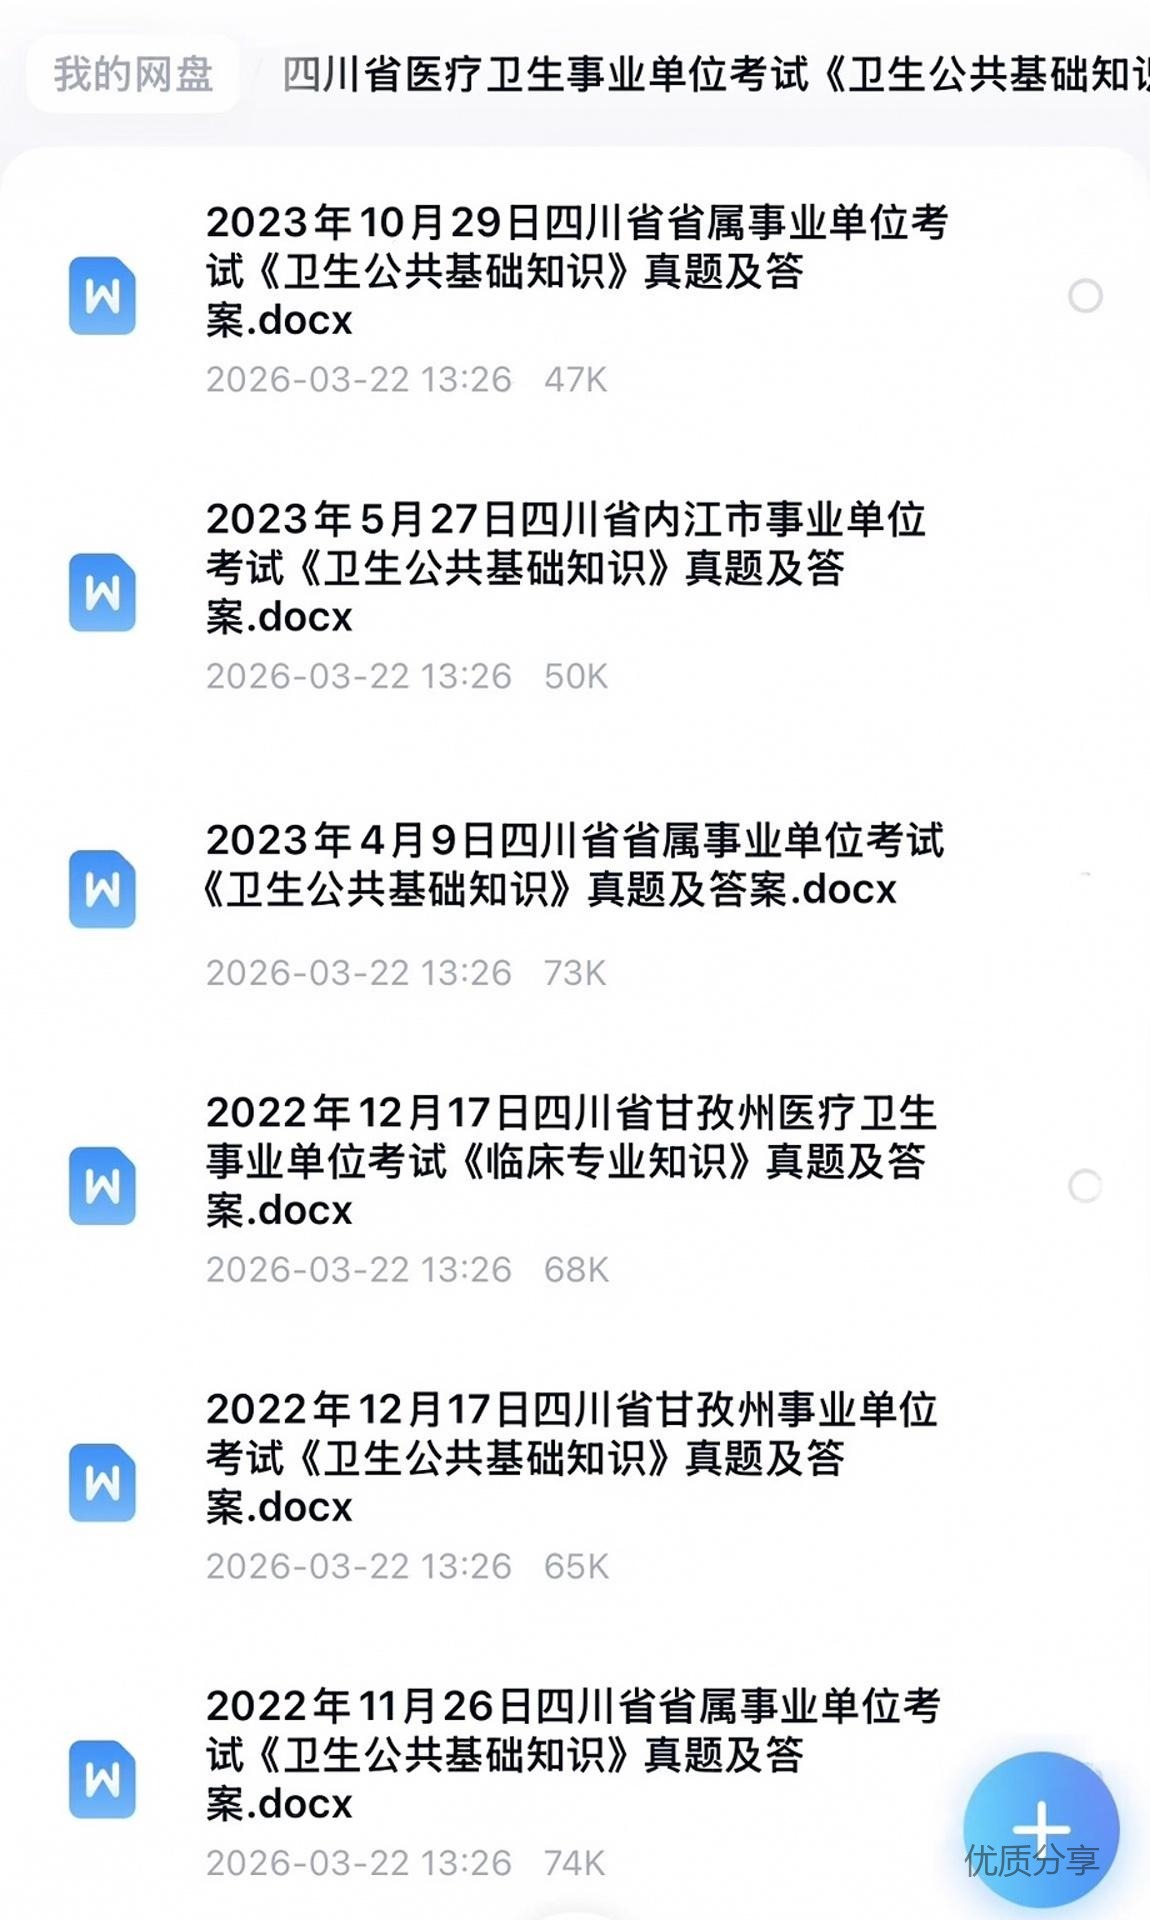 我的网盘
四川省医疗卫生事业单位考试《卫生公共基础知
2023年10月29日四川省省属事业单位考
试《卫生公共基础知识》真题及答
案.docx
2026-03-22 13:26 47K
2023年5月27日四川省内江市事业单位
考试《卫生公共基础知识》真题及答
案.docx
2026-03-22 13:26 50K
2023年4月9日四川省省属事业单位考试
《卫生公共基础知识》真题及答案.docx
2026-03-22 13:26 73K
2022年12月17日四川省甘孜州医疗卫生
事业单位考试《临床专业知识》真题及答
案.docx
2026-03-22 13:26 68K
2022年12月17日四川省甘孜州事业单位
考试《卫生公共基础知识》真题及答
案.docx
2026-03-22 13:26 65K
2022年11月26日四川省省属事业单位考
试《卫生公共基础知识》真题及答
案.docx
2026-03-22 13:26 74K
优质分享